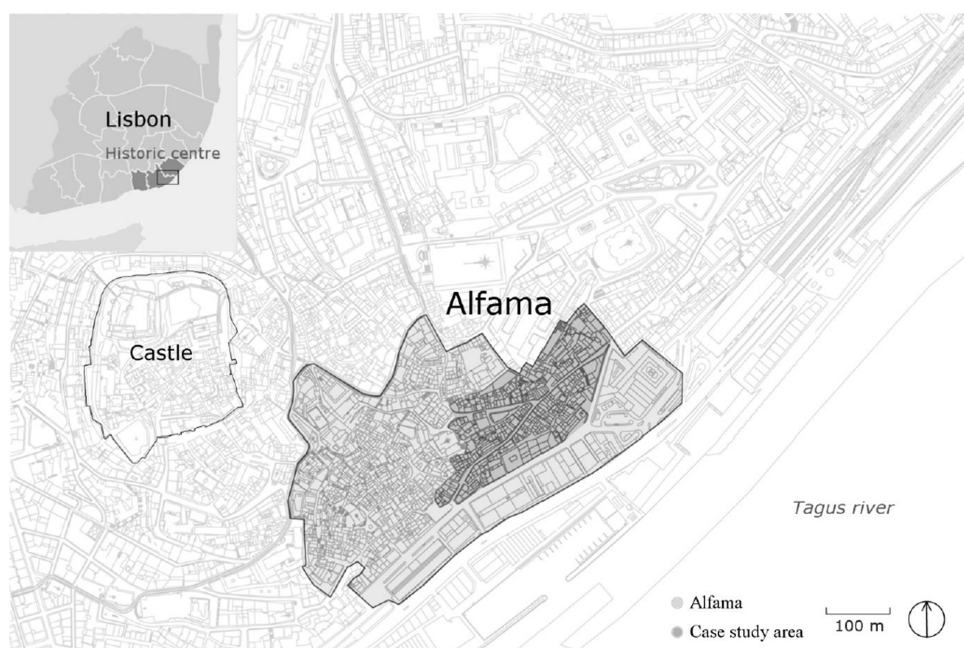 Lisbon
Historic centre
Alfama
Castle
Tagus river
Alfama
Case study area
100 m